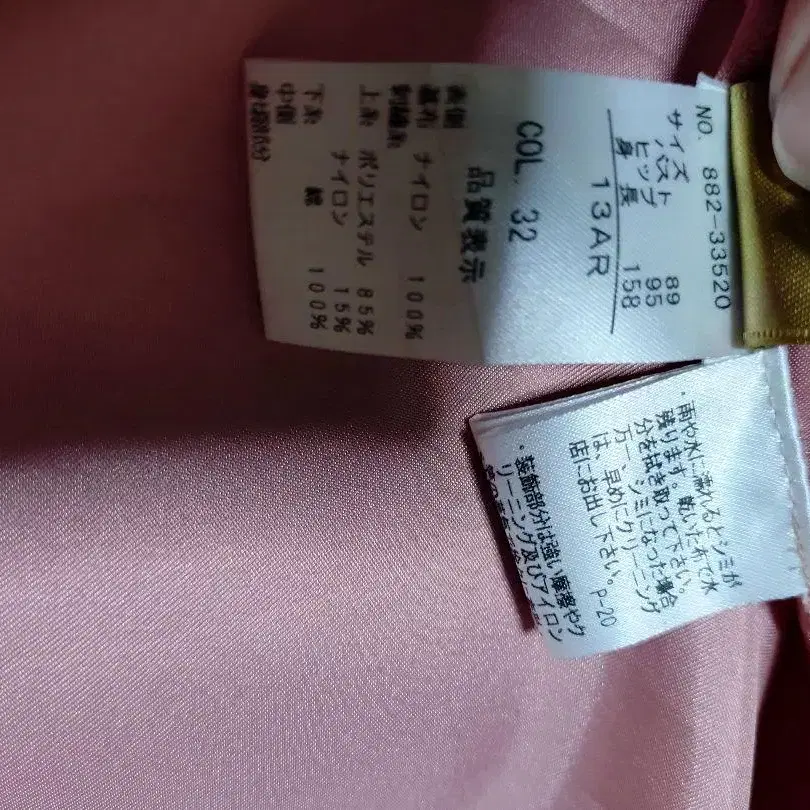 NO. 882-33520
サイズ
バスト 89
ヒップ 95
身長 158
13AR
COL. 32
品質表示
表側
基布 ナイロン 100%
刺繍糸
上糸 ポリエステル 85%
ナイロン 15%
下糸 綿 100%
中側
・雨や水に濡れるとシミが
残ります。乾いた布で水
分を拭き取って下さい。
万一、シミになった場合
は、早めにクリーニング
店にお出し下さい。 P-20
・装飾部分は強い摩擦やク
リーニング及びアイロン